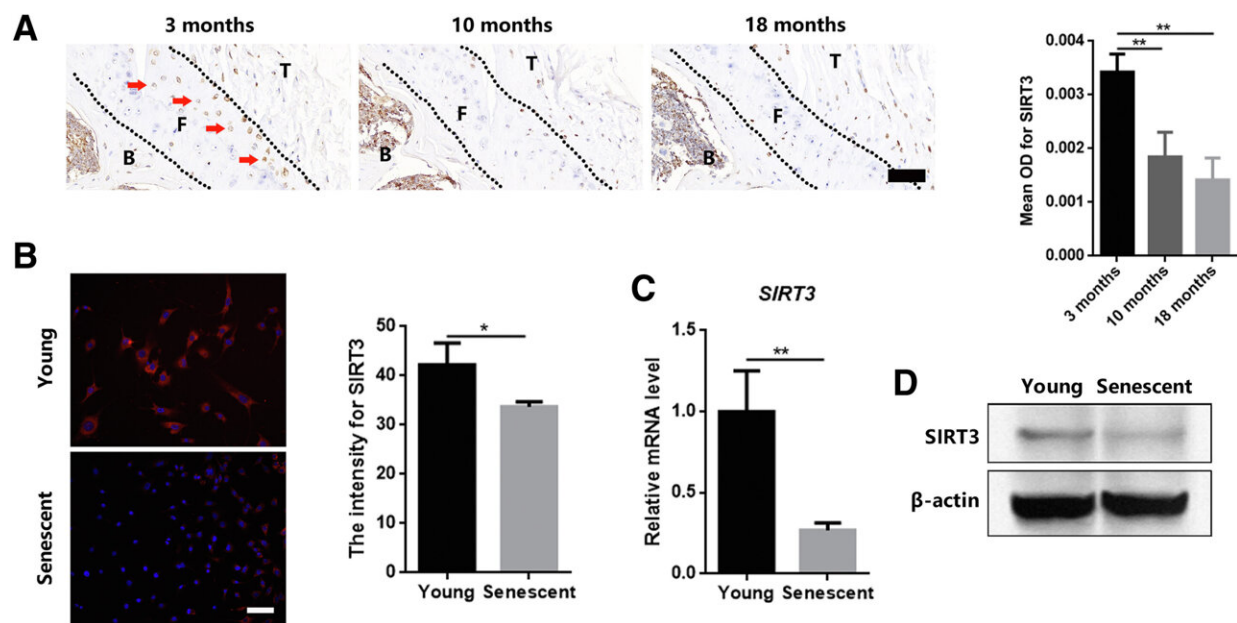 A
3 months
10 months
18 months
T
F
B
T
F
B
T
F
B
Mean OD for SIRT3
0.004
0.003
0.002
0.001
0.000
**
**
3 months
10 months
18 months
B
Young
Senescent
The intensity for SIRT3
50
40
30
20
10
0
*
Young
Senescent
C
SIRT3
Relative mRNA level
1.5
1.0
0.5
0.0
**
Young
Senescent
D
Young
Senescent
SIRT3
β-actin